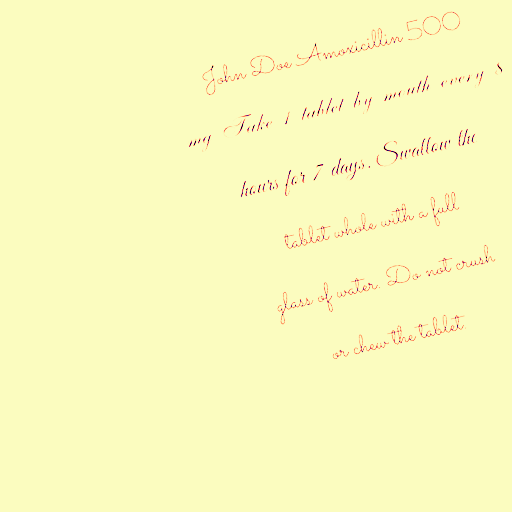 John Doe Amoxicillin 500
mg Take 1 tablet by mouth every 8
hours for 7 days. Swallow the
tablet whole with a full
glass of water. Do not crush
or chew the tablet